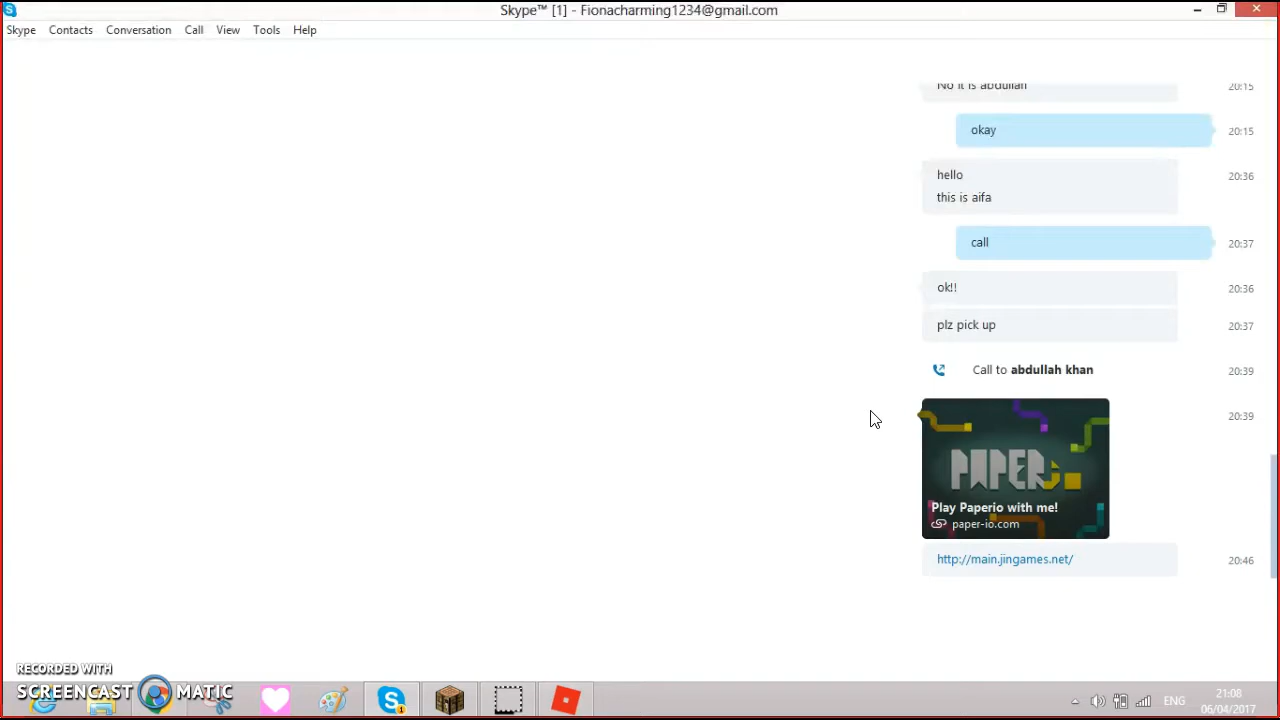 Skype™ [1] - Fionacharming1234@gmail.com
Skype Contacts Conversation Call View Tools Help
No it is abdullah 20:15
okay 20:15
hello 20:36
this is aifa
call 20:37
ok!! 20:36
plz pick up 20:37
Call to abdullah khan 20:39
20:39
PAPER
Play Paperio with me!
paper-io.com
http://main.jingames.net/ 20:46
RECORDED WITH
SCREENCAST MATIC
1
ENG
21:08
06/04/2017